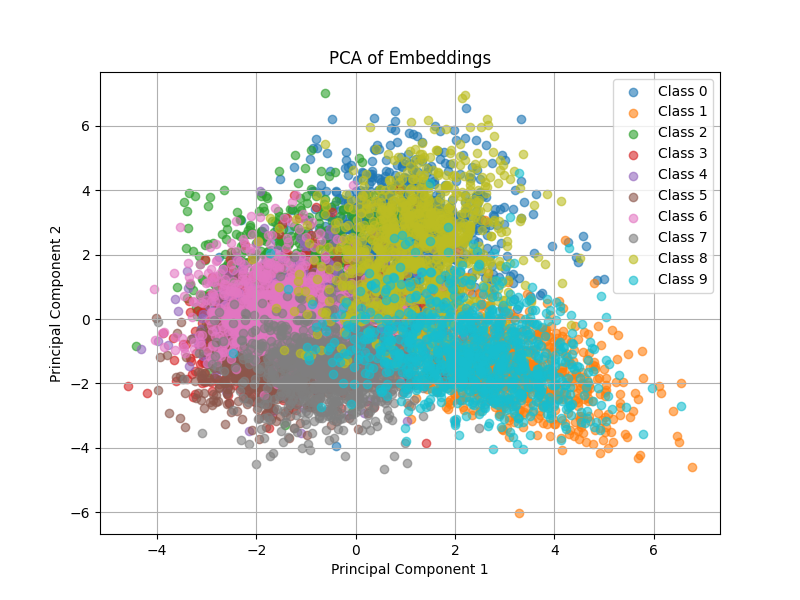 PCA of Embeddings
Class 0
Class 1
Class 2
Class 3
Class 4
Class 5
Class 6
Class 7
Class 8
Class 9
Principal Component 2
6
4
2
0
−2
−4
−6
−4
−2
0
2
4
6
Principal Component 1